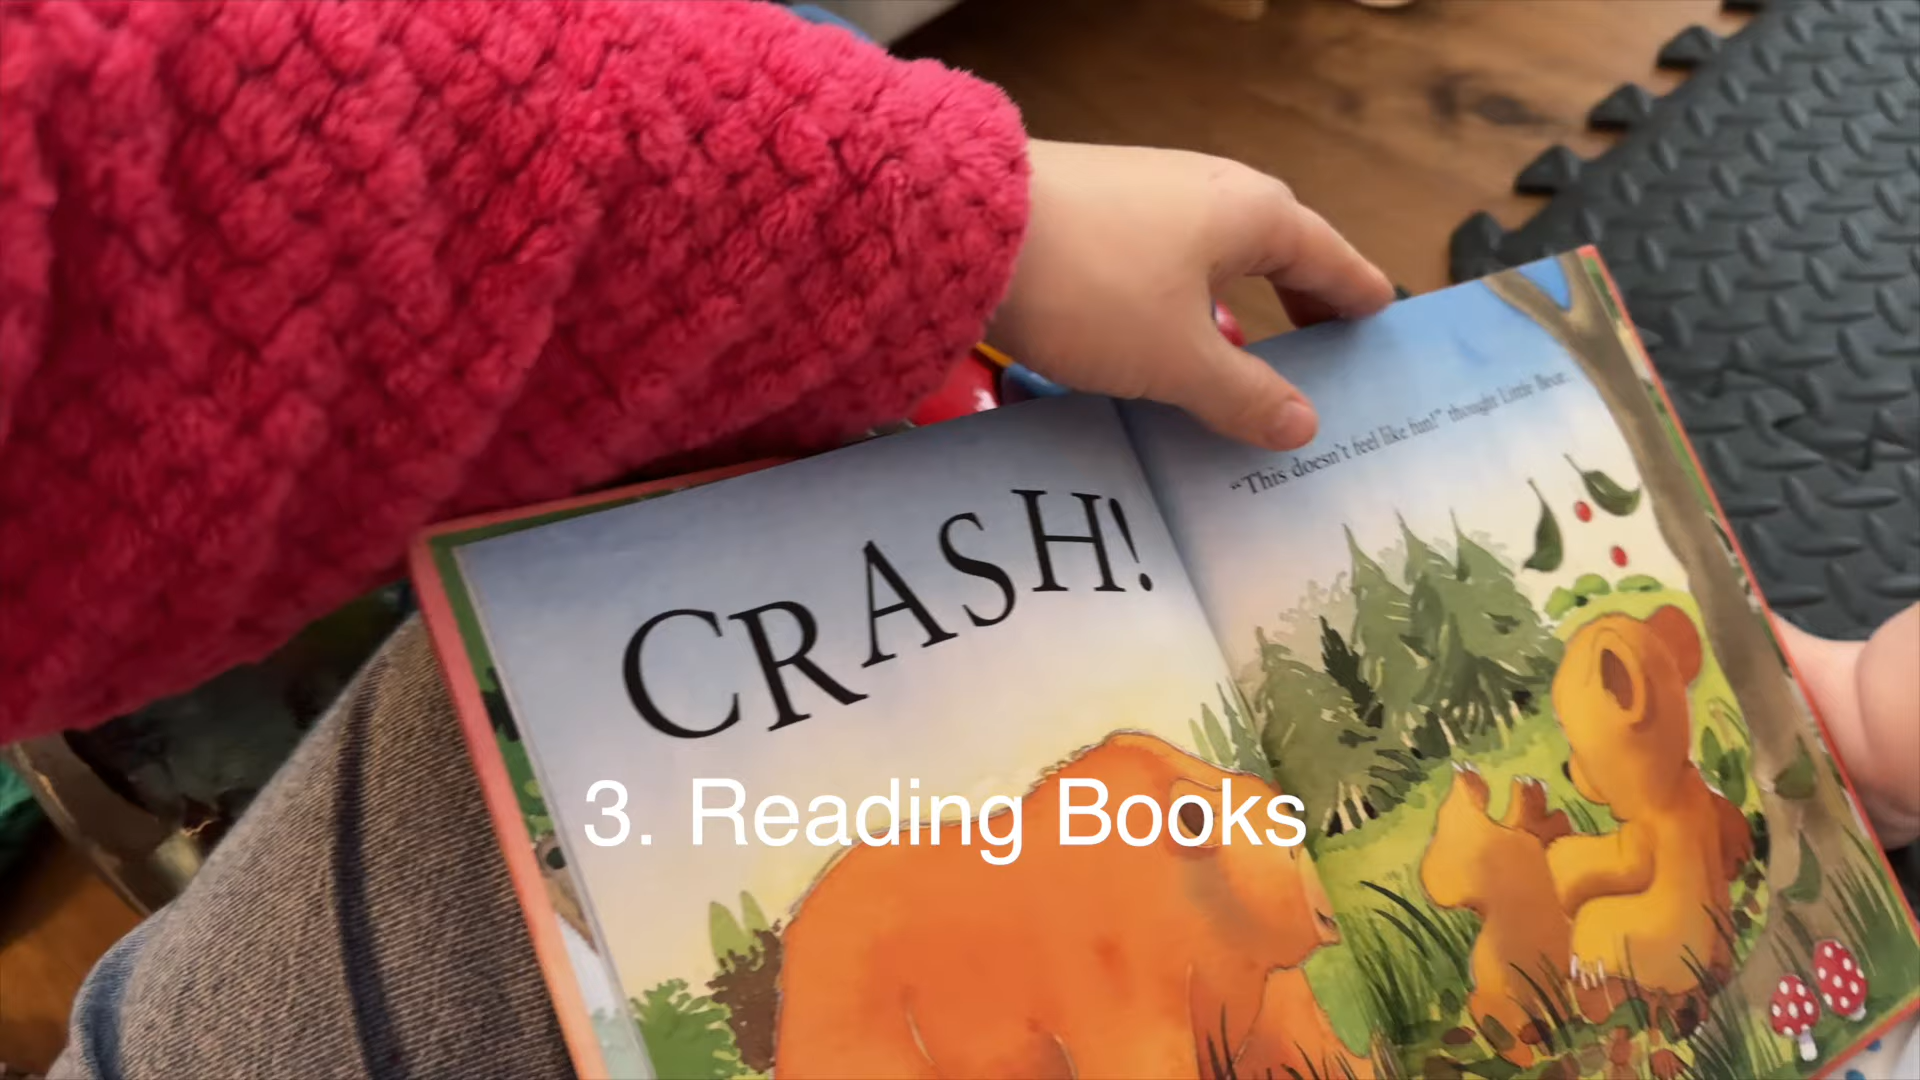 CRASH!
"This doesn't feel like fun!" thought Little Bear.
3. Reading Books